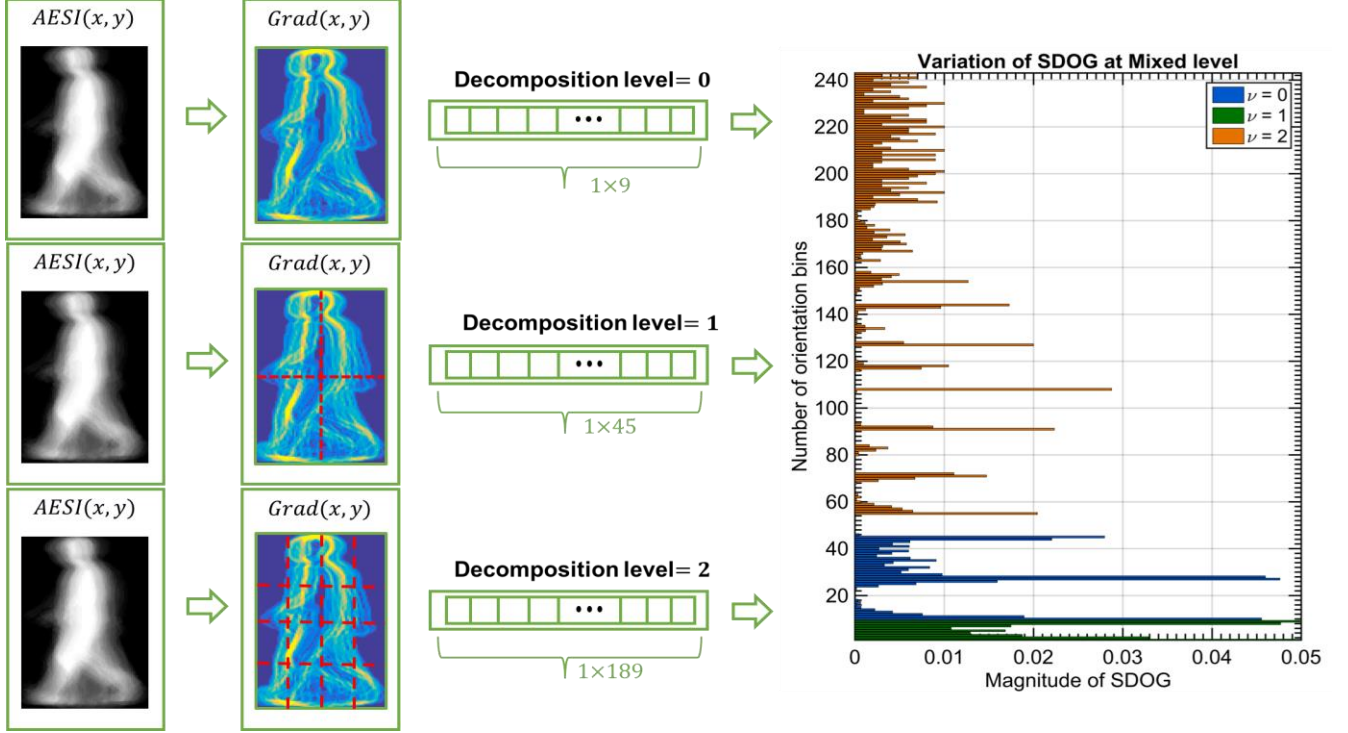 AESI(x, y)
Grad(x, y)
Decomposition level= 0
•••
1×9
AESI(x, y)
Grad(x, y)
Decomposition level= 1
•••
1×45
AESI(x, y)
Grad(x, y)
Decomposition level= 2
•••
1×189
Variation of SDOG at Mixed level
ν = 0
ν = 1
ν = 2
Number of orientation bins
240
220
200
180
160
140
120
100
80
60
40
20
0 0.01 0.02 0.03 0.04 0.05
Magnitude of SDOG